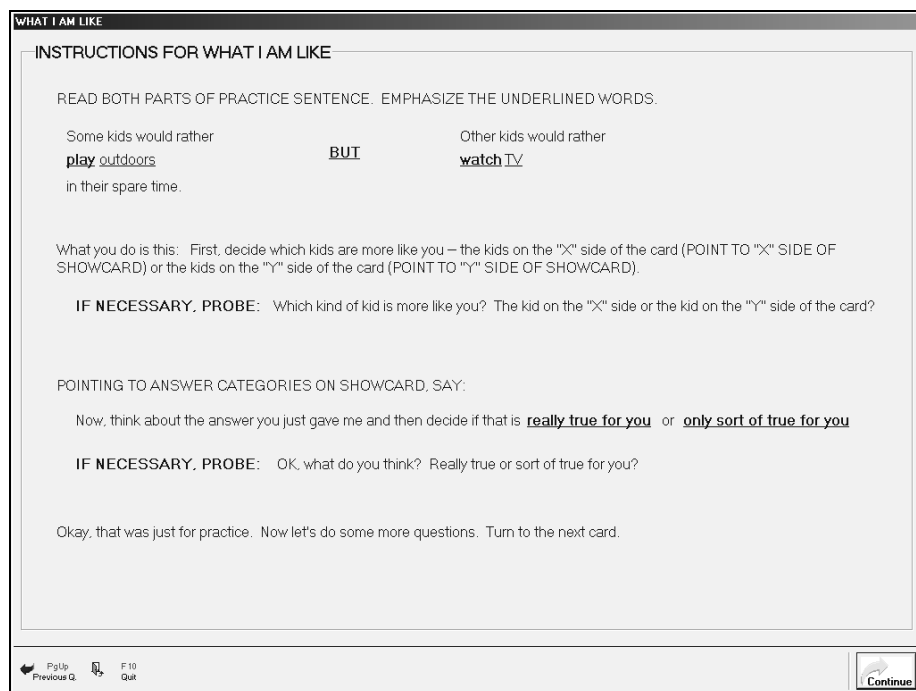 WHAT I AM LIKE
INSTRUCTIONS FOR WHAT I AM LIKE
READ BOTH PARTS OF PRACTICE SENTENCE. EMPHASIZE THE UNDERLINED WORDS.
Some kids would rather
play outdoors
in their spare time.
BUT
Other kids would rather
watch TV
What you do is this: First, decide which kids are more like you – the kids on the "X" side of the card (POINT TO "X" SIDE OF
SHOWCARD) or the kids on the "Y" side of the card (POINT TO "Y" SIDE OF SHOWCARD).
IF NECESSARY, PROBE: Which kind of kid is more like you? The kid on the "X" side or the kid on the "Y" side of the card?
POINTING TO ANSWER CATEGORIES ON SHOWCARD, SAY:
Now, think about the answer you just gave me and then decide if that is really true for you or only sort of true for you
IF NECESSARY, PROBE: OK, what do you think? Really true or sort of true for you?
Okay, that was just for practice. Now let's do some more questions. Turn to the next card.
PgUp
Previous Q.
F10
Quit
Continue